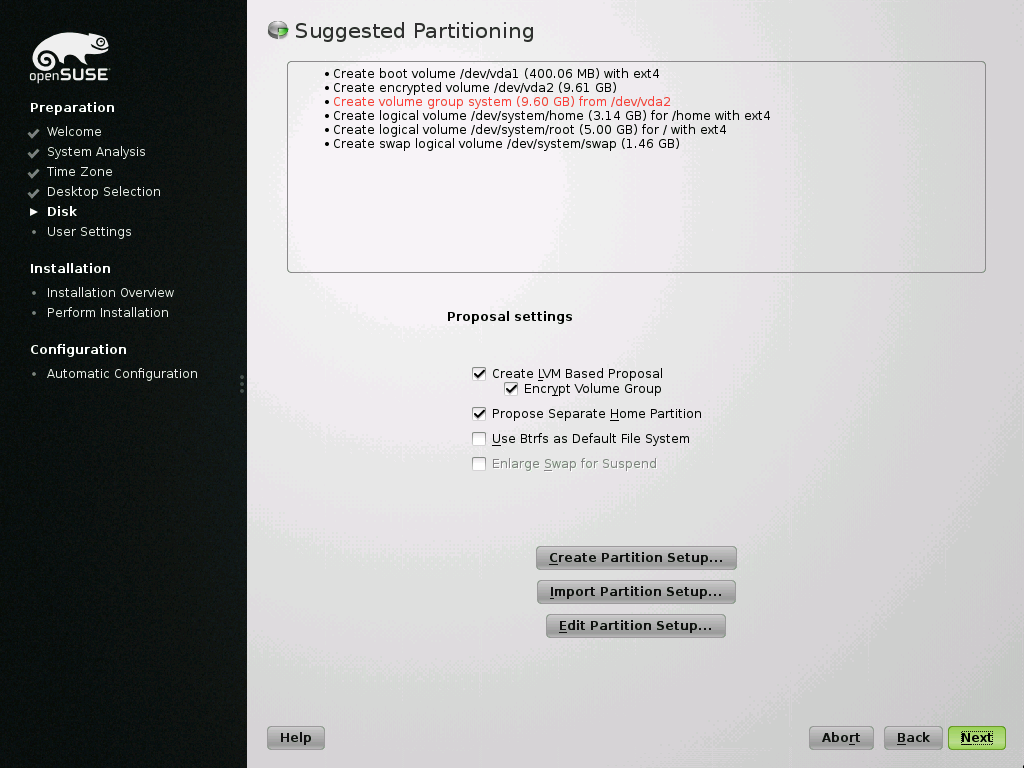 openSUSE
Preparation
Welcome
System Analysis
Time Zone
Desktop Selection
Disk
User Settings
Installation
Installation Overview
Perform Installation
Configuration
Automatic Configuration
Suggested Partitioning
• Create boot volume /dev/vda1 (400.06 MB) with ext4
• Create encrypted volume /dev/vda2 (9.61 GB)
• Create volume group system (9.60 GB) from /dev/vda2
• Create logical volume /dev/system/home (3.14 GB) for /home with ext4
• Create logical volume /dev/system/root (5.00 GB) for / with ext4
• Create swap logical volume /dev/system/swap (1.46 GB)
Proposal settings
Create LVM Based Proposal
Encrypt Volume Group
Propose Separate Home Partition
Use Btrfs as Default File System
Enlarge Swap for Suspend
Create Partition Setup...
Import Partition Setup...
Edit Partition Setup...
Help
Abort
Back
Next